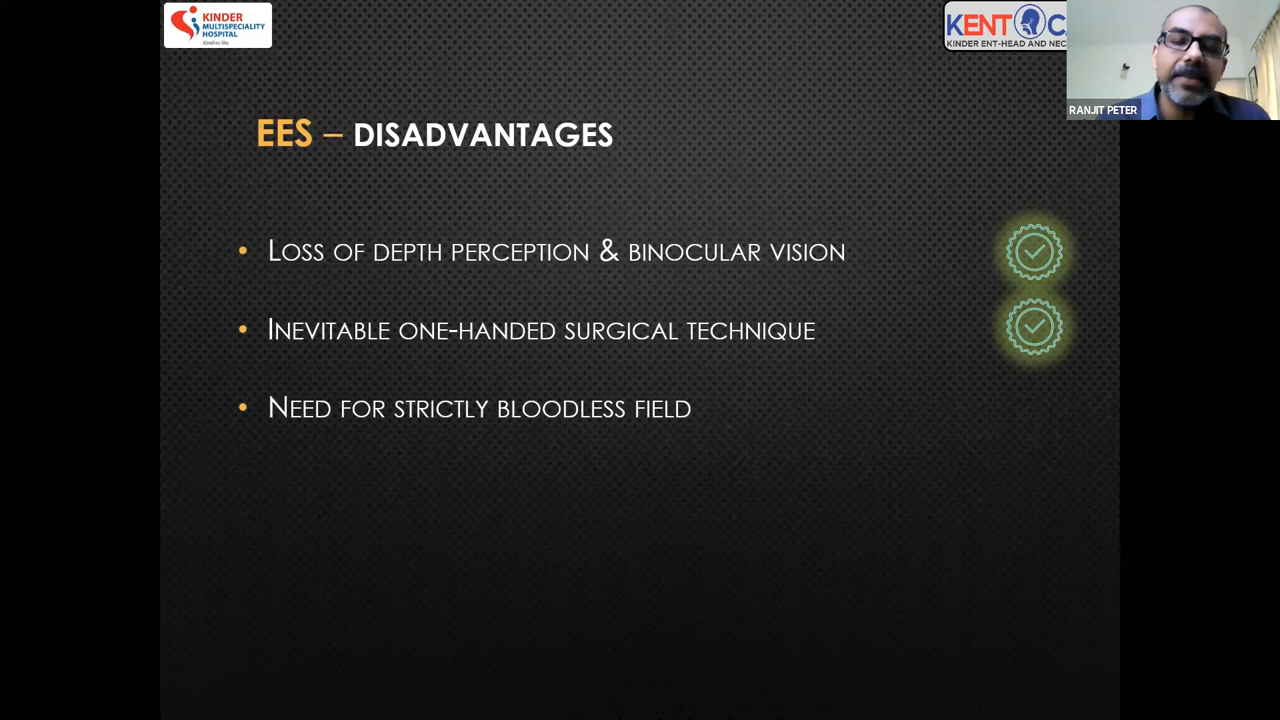 KINDER
MULTISPECIALITY
HOSPITAL
KENT
KINDER ENT-HEAD AND
RANJIT PETER
EES – DISADVANTAGES
• LOSS OF DEPTH PERCEPTION & BINOCULAR VISION
• INEVITABLE ONE-HANDED SURGICAL TECHNIQUE
• NEED FOR STRICTLY BLOODLESS FIELD